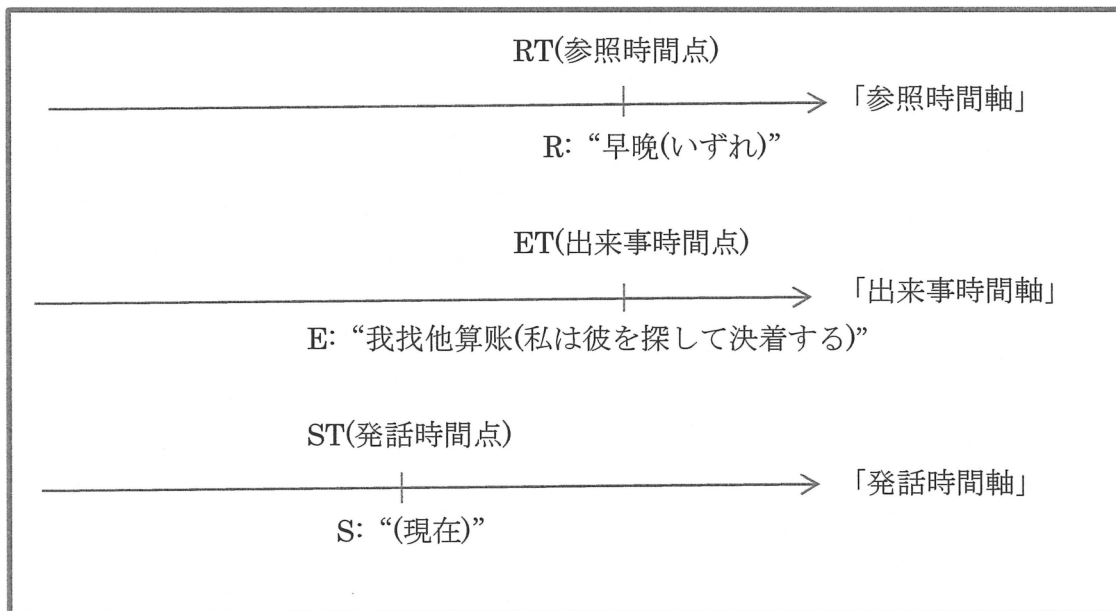 RT(参照時間点)
「参照時間軸」
R: “早晩(いずれ)”
ET(出来事時間点)
「出来事時間軸」
E: “我找他算账(私は彼を探して決着する)”
ST(発話時間点)
「発話時間軸」
S: “(現在)”